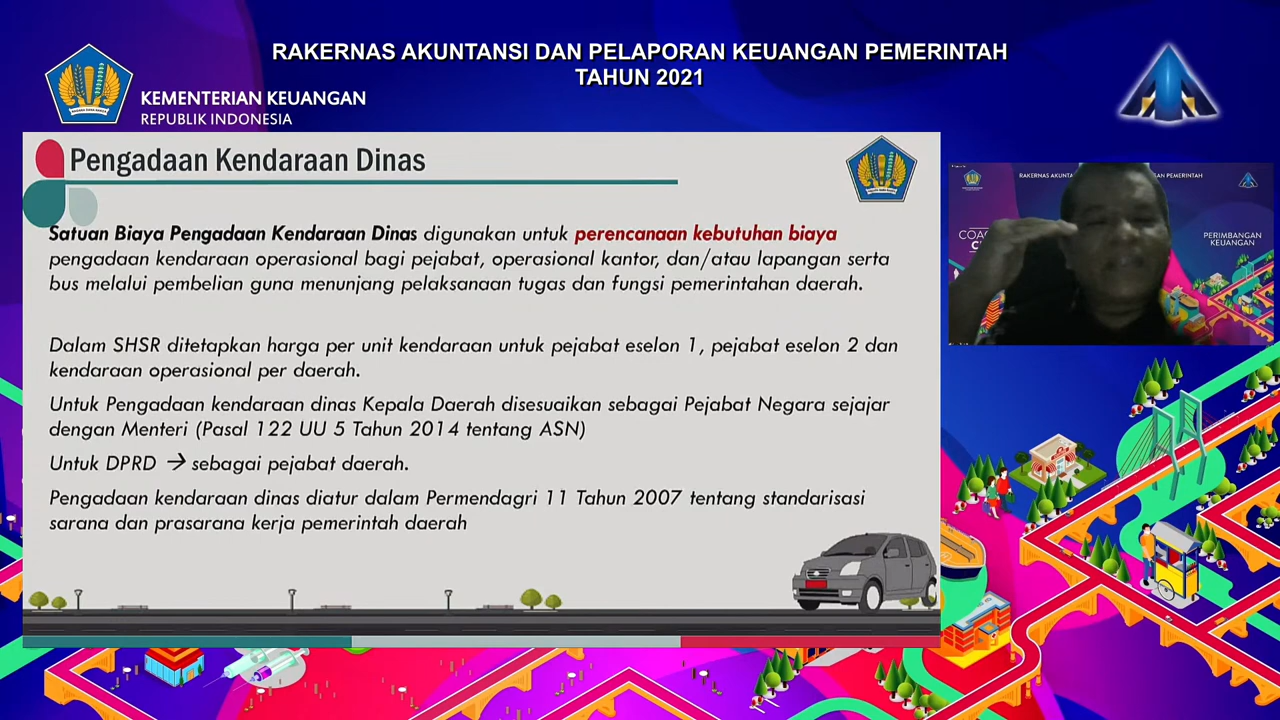 RAKERNAS AKUNTANSI DAN PELAPORAN KEUANGAN PEMERINTAH
TAHUN 2021
KEMENTERIAN KEUANGAN
REPUBLIK INDONESIA
Pengadaan Kendaraan Dinas
Satuan Biaya Pengadaan Kendaraan Dinas digunakan untuk perencanaan kebutuhan biaya
pengadaan kendaraan operasional bagi pejabat, operasional kantor, dan/atau lapangan serta
bus melalui pembelian guna menunjang pelaksanaan tugas dan fungsi pemerintahan daerah.
Dalam SHSR ditetapkan harga per unit kendaraan untuk pejabat eselon 1, pejabat eselon 2 dan
kendaraan operasional per daerah.
Untuk Pengadaan kendaraan dinas Kepala Daerah disesuaikan sebagai Pejabat Negara sejajar
dengan Menteri (Pasal 122 UU 5 Tahun 2014 tentang ASN)
Untuk DPRD → sebagai pejabat daerah.
Pengadaan kendaraan dinas diatur dalam Permendagri 11 Tahun 2007 tentang standarisasi
sarana dan prasarana kerja pemerintah daerah
RAKERNAS PEMERINTAH
PERIMBANGAN
KEUANGAN